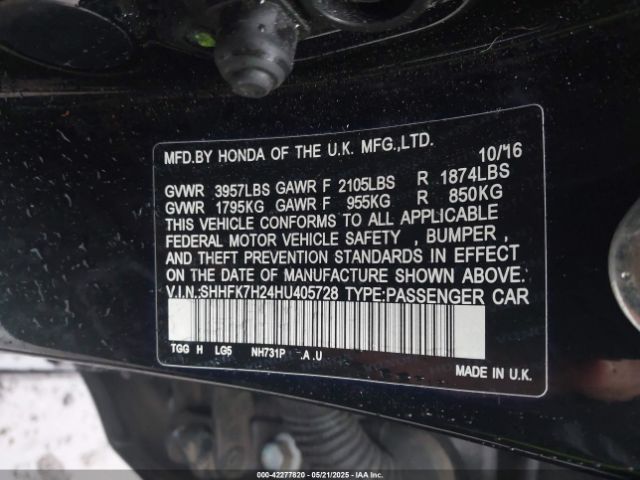 MFD.BY HONDA OF THE U.K. MFG.,LTD. 10/'16
GVWR 3957LBS GAWR F 2105LBS R 1874LBS
GVWR 1795KG GAWR F 955KG R 850KG
THIS VEHICLE CONFORMS TO ALL APPLICABLE
FEDERAL MOTOR VEHICLE SAFETY , BUMPER ,
AND THEFT PREVENTION STANDARDS IN EFFECT
ON THE DATE OF MANUFACTURE SHOWN ABOVE.
V.I.N.:SHHFK7H24HU405728 TYPE:PASSENGER CAR
TGG H LG5 NH731P -.A .U
MADE IN U.K.
000-42277820 - 05/21/2025 - IAA Inc.